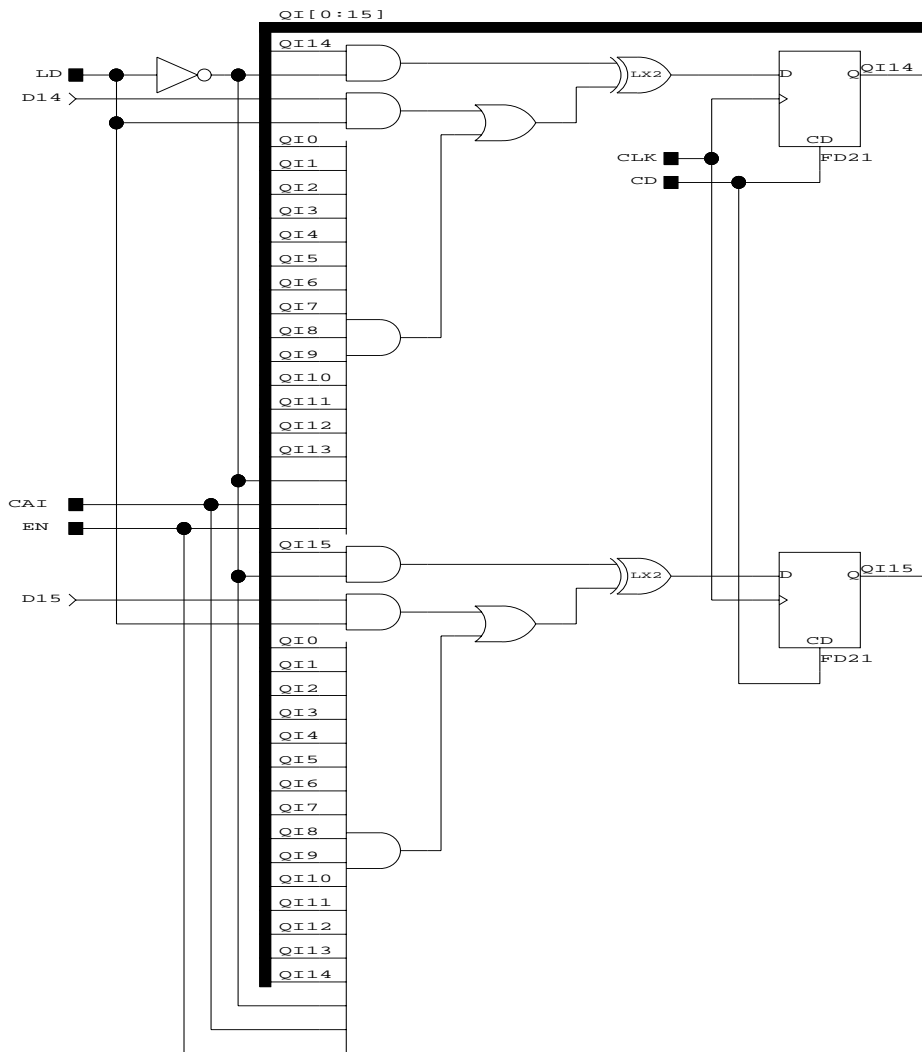 QI[0:15]
QI14
LD
LX2
D
Q
QI14
D14
CD
FD21
QI0
CLK
QI1
CD
QI2
QI3
QI4
QI5
QI6
QI7
QI8
QI9
QI10
QI11
QI12
QI13
CAI
EN
QI15
LX2
D
Q
QI15
D15
QI0
CD
FD21
QI1
QI2
QI3
QI4
QI5
QI6
QI7
QI8
QI9
QI10
QI11
QI12
QI13
QI14